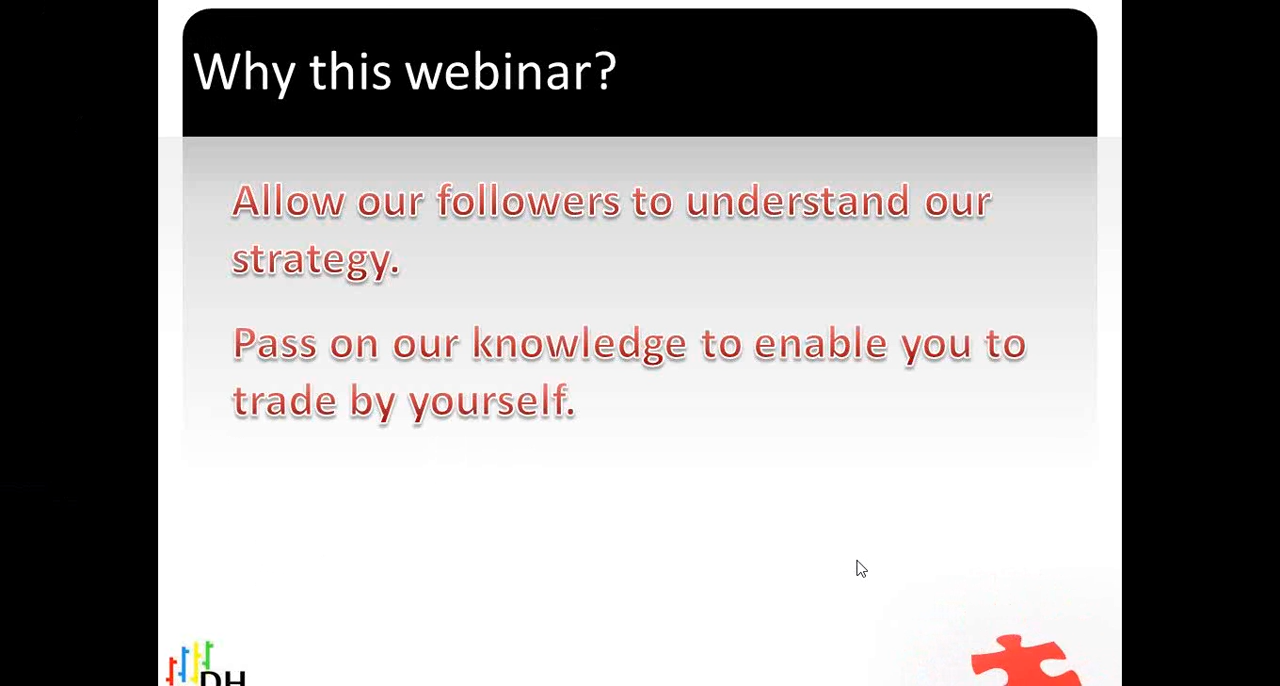 Why this webinar?
Allow our followers to understand our
strategy.
Pass on our knowledge to enable you to
trade by yourself.
DH